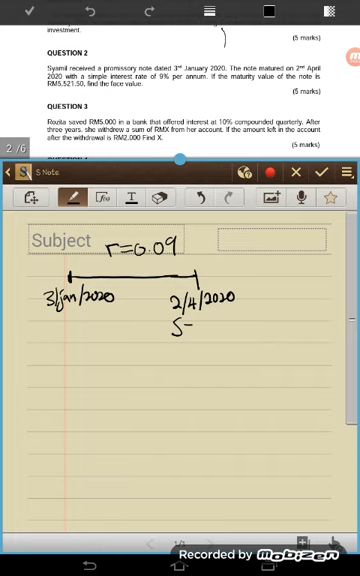 investment.
(5 marks)
QUESTION 2
Syamil received a promissory note dated 3rd January 2020. The note matured on 2nd April
2020 with a simple interest rate of 9% per annum. If the maturity value of the note is
RM5,521.50, find the face value.
(5 marks)
QUESTION 3
Rozita saved RM5,000 in a bank that offered interest at 10% compounded quarterly. After
three years, she withdrew a sum of RMX from her account. If the amount left in the account
after the withdrawal is RM2,000 Find X.
(5 marks)
2/6
S Note
Subject
r=0.09
3/jan/2020
2/4/2020
S-
1/1
Recorded by Mobizen